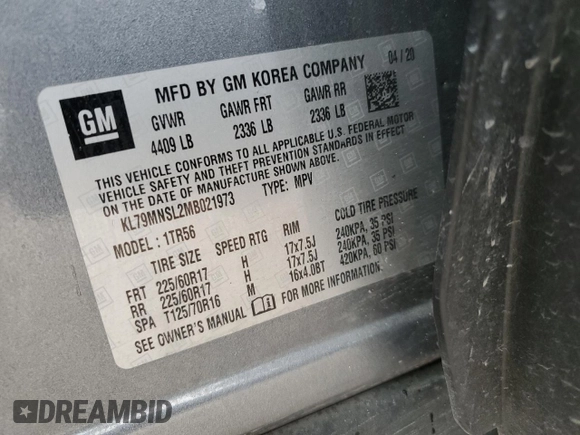 GM
MFD BY GM KOREA COMPANY 04 / 20
GVWR GAWR FRT GAWR RR
4409 LB 2336 LB 2336 LB
THIS VEHICLE CONFORMS TO ALL APPLICABLE U.S. FEDERAL MOTOR
VEHICLE SAFETY AND THEFT PREVENTION STANDARDS IN EFFECT
ON THE DATE OF MANUFACTURE SHOWN ABOVE.
KL79MNSL2MB021973 TYPE: MPV
MODEL : 1TR56
TIRE SIZE SPEED RTG RIM COLD TIRE PRESSURE
FRT 225/60R17 H 17x7.5J 240KPA, 35 PSI
RR 225/60R17 H 17x7.5J 240KPA, 35 PSI
SPA T125/70R16 M 16x4.0BT 420KPA, 60 PSI
SEE OWNER'S MANUAL FOR MORE INFORMATION
DREAMBID